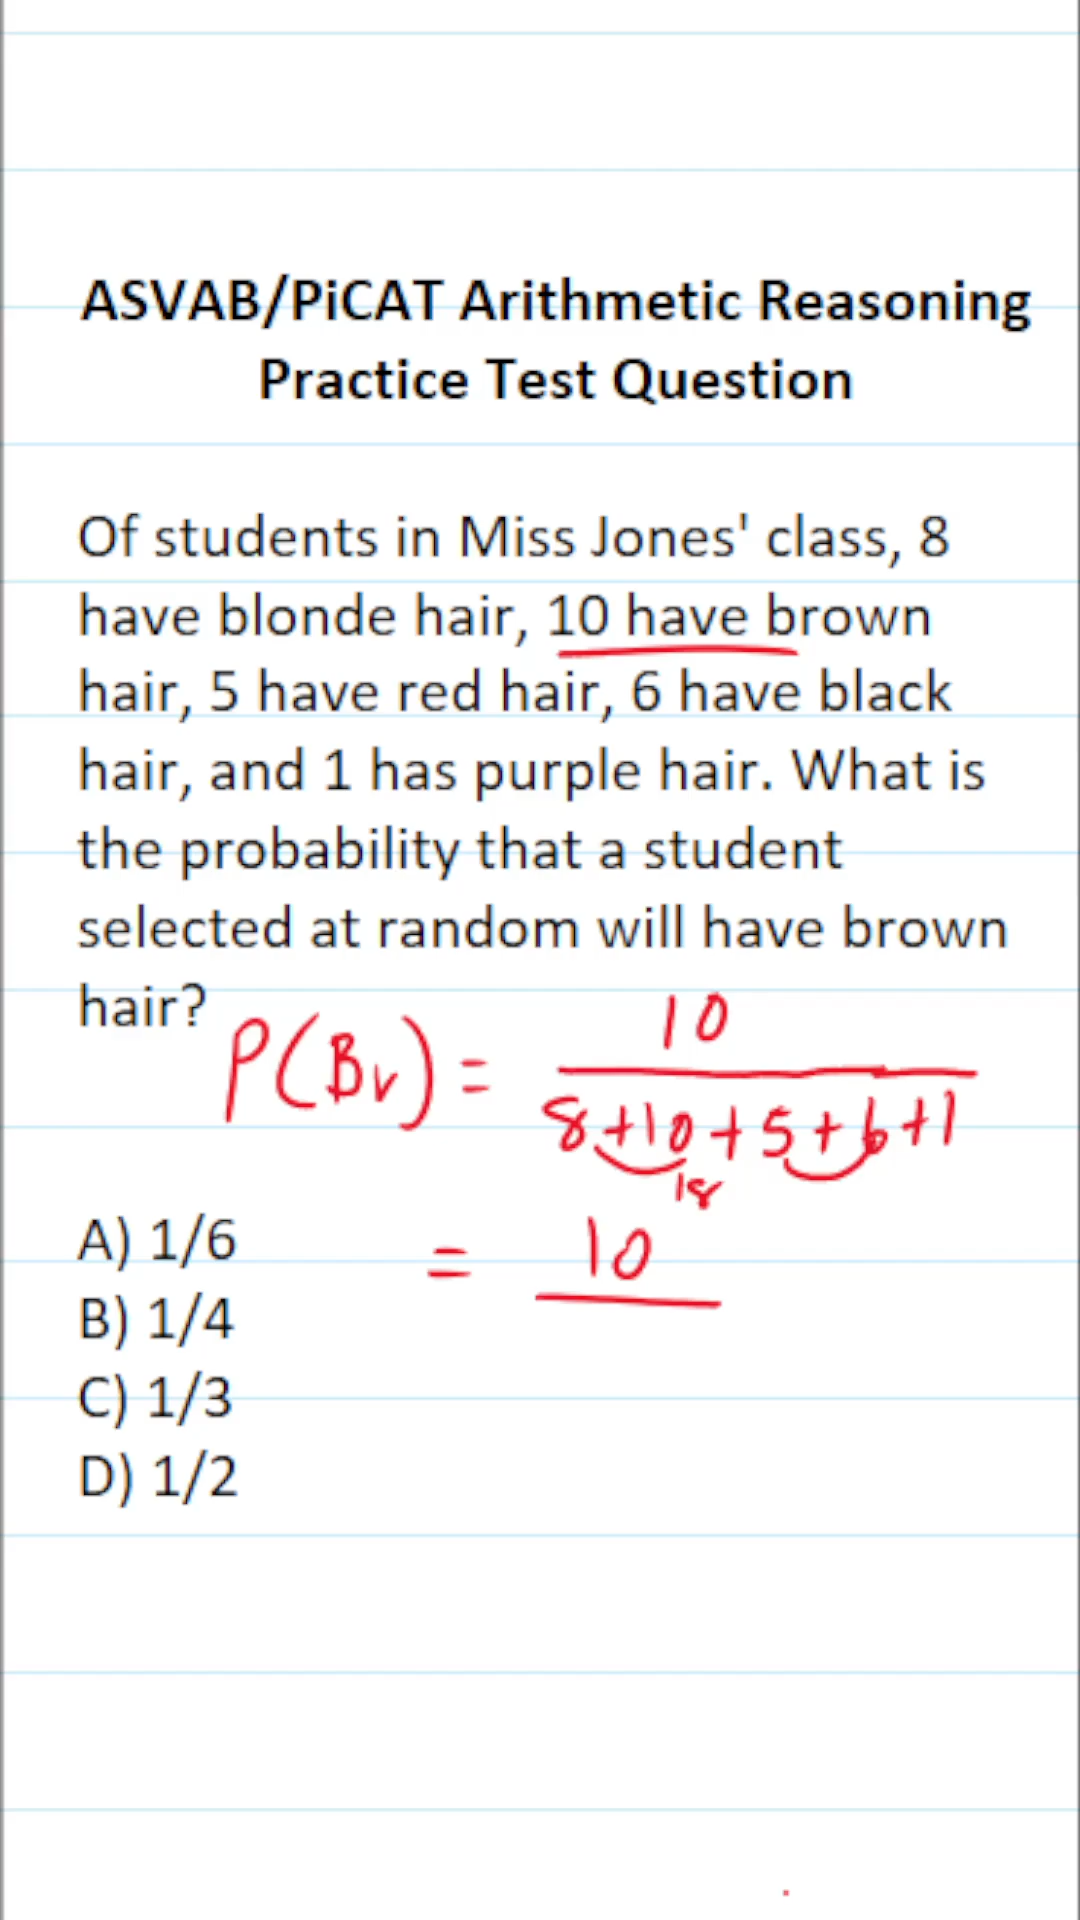 ASVAB/PiCAT Arithmetic Reasoning
Practice Test Question
Of students in Miss Jones' class, 8
have blonde hair, 10 have brown
hair, 5 have red hair, 6 have black
hair, and 1 has purple hair. What is
the probability that a student
selected at random will have brown
hair?
P(Br) = 10
8+10+5+6+1
18
= 10
A) 1/6
B) 1/4
C) 1/3
D) 1/2